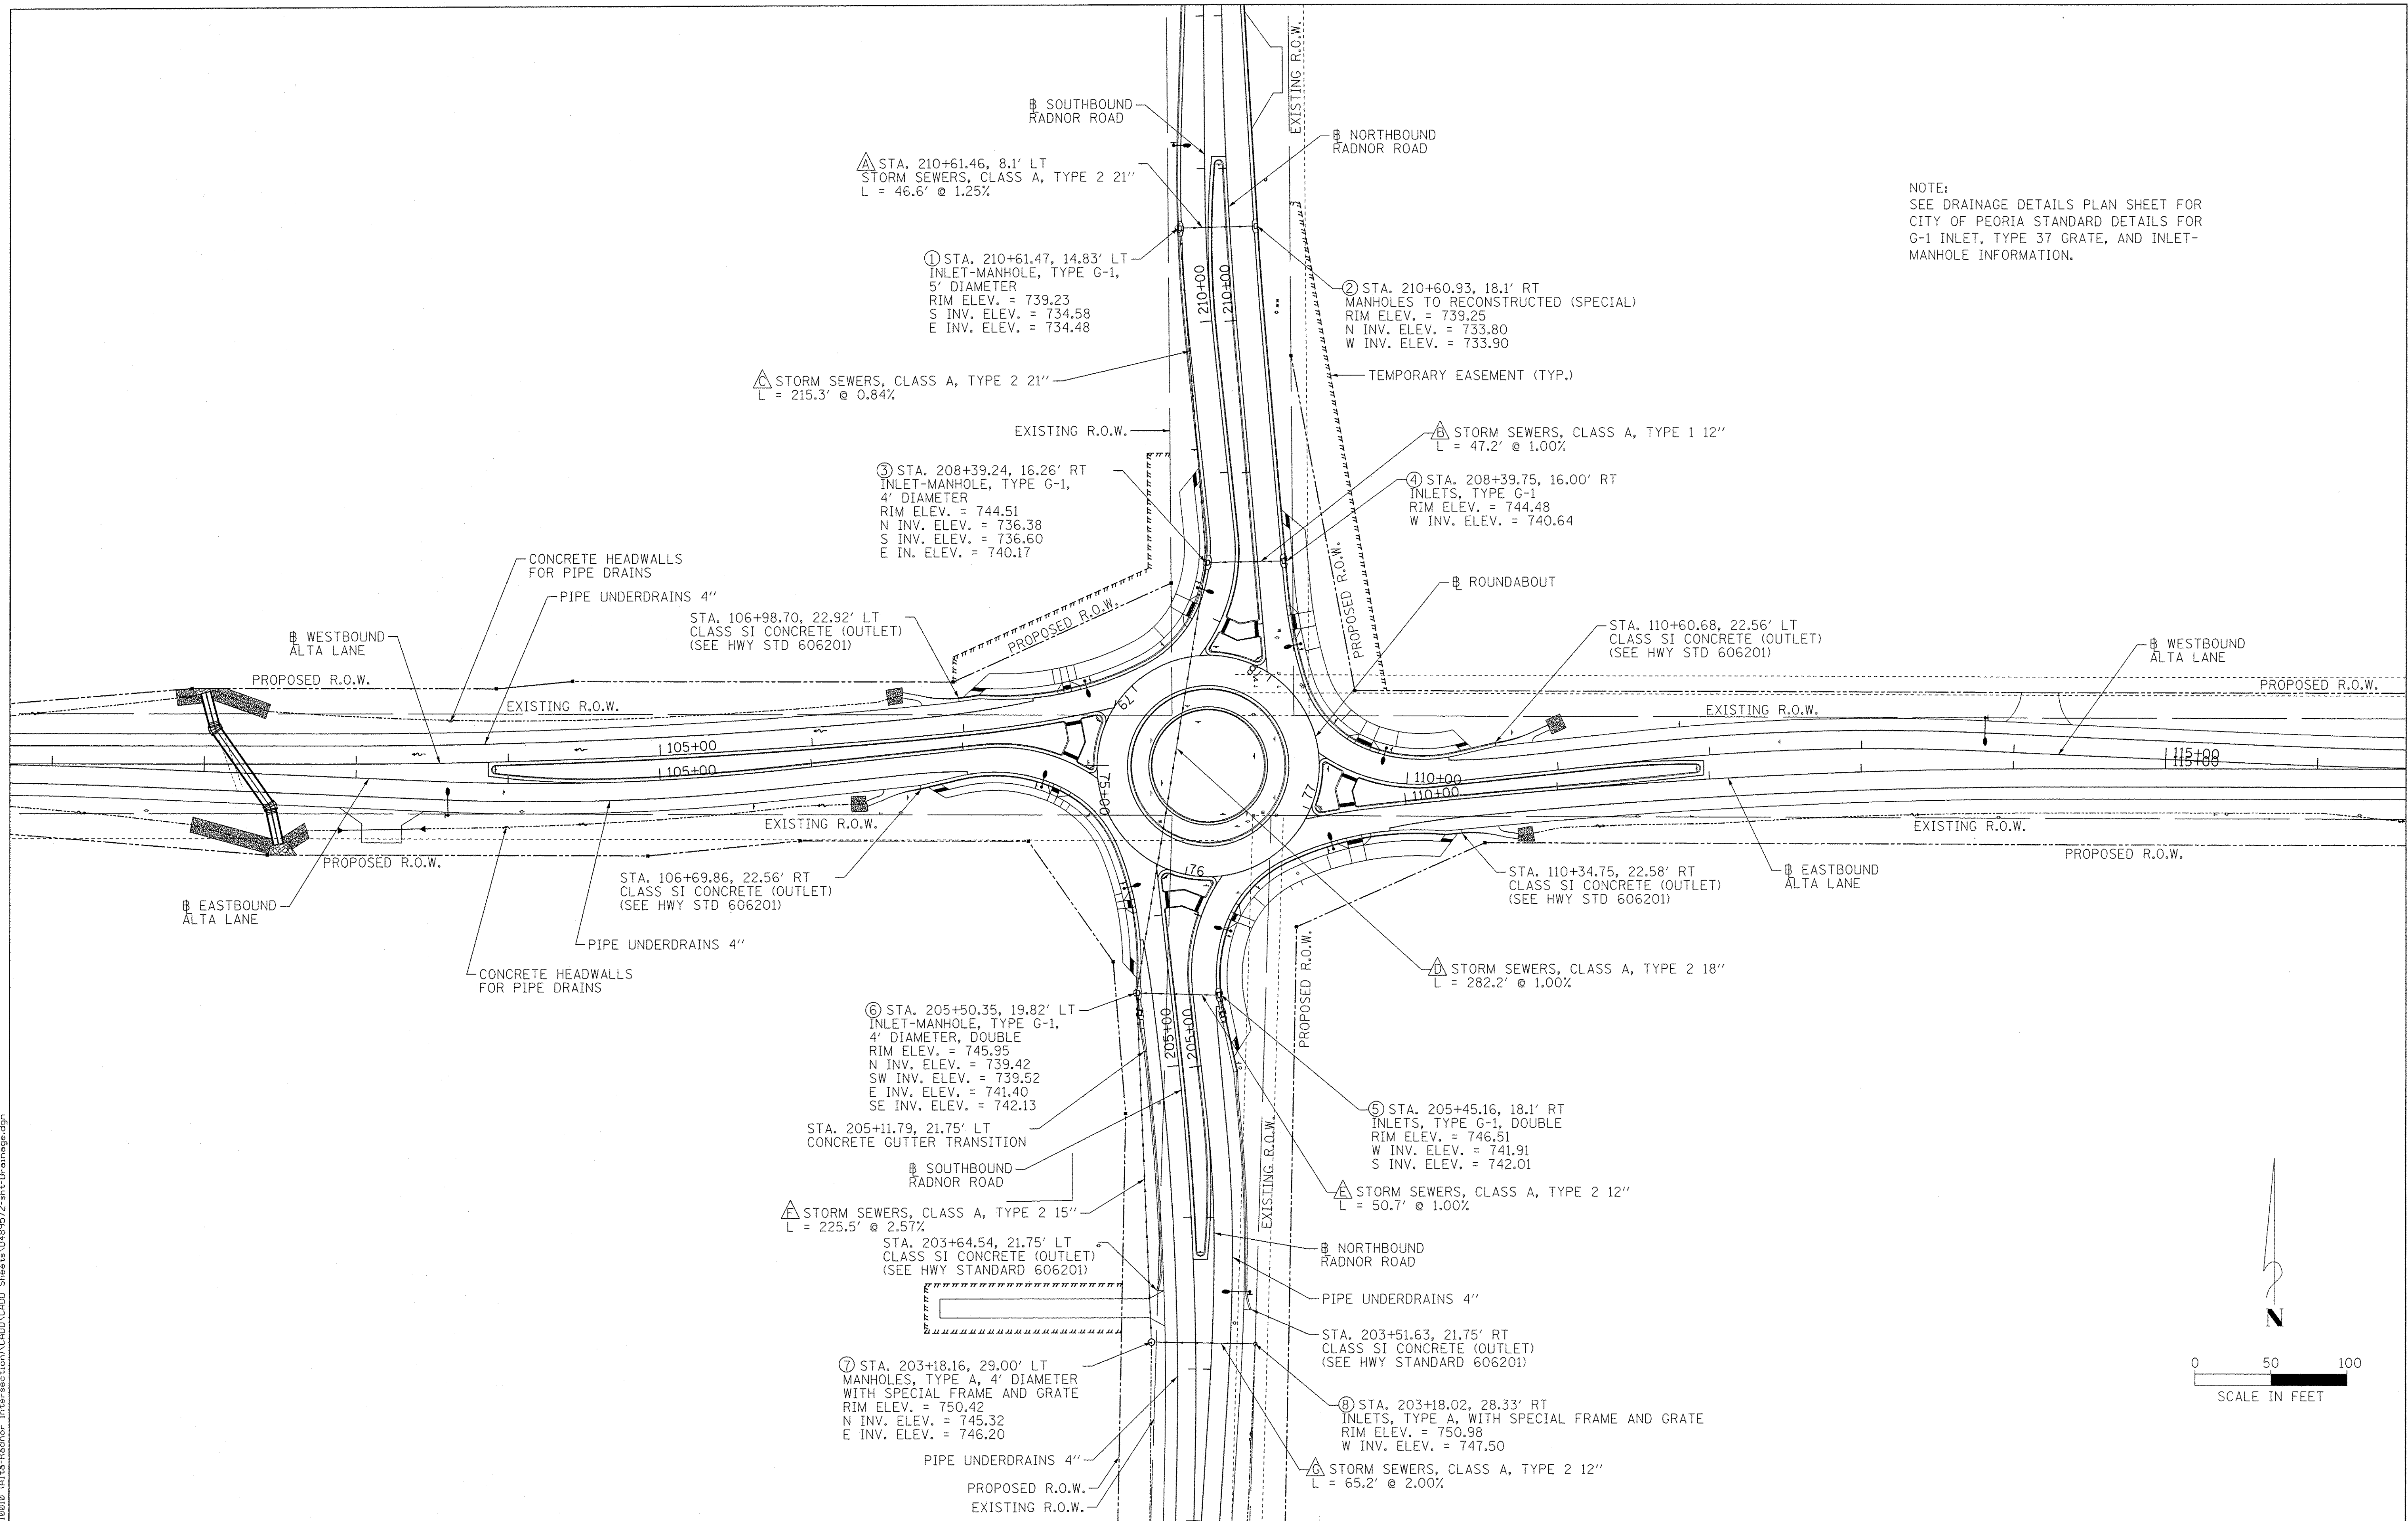 EXISTING R.O.W.
℄ SOUTHBOUND
RADNOR ROAD
℄ NORTHBOUND
RADNOR ROAD
A STA. 210+61.46, 8.1' LT
STORM SEWERS, CLASS A, TYPE 2 21"
L = 46.6' @ 1.25%
NOTE:
SEE DRAINAGE DETAILS PLAN SHEET FOR
CITY OF PEORIA STANDARD DETAILS FOR
G-1 INLET, TYPE 37 GRATE, AND INLET-
MANHOLE INFORMATION.
1 STA. 210+61.47, 14.83' LT
INLET-MANHOLE, TYPE G-1,
5' DIAMETER
RIM ELEV. = 739.23
S INV. ELEV. = 734.58
E INV. ELEV. = 734.48
210+00
210+00
2 STA. 210+60.93, 18.1' RT
MANHOLES TO RECONSTRUCTED (SPECIAL)
RIM ELEV. = 739.25
N INV. ELEV. = 733.80
W INV. ELEV. = 733.90
C STORM SEWERS, CLASS A, TYPE 2 21"
L = 215.3' @ 0.84%
TEMPORARY EASEMENT (TYP.)
EXISTING R.O.W.
B STORM SEWERS, CLASS A, TYPE 1 12"
L = 47.2' @ 1.00%
3 STA. 208+39.24, 16.26' RT
INLET-MANHOLE, TYPE G-1,
4' DIAMETER
RIM ELEV. = 744.51
N INV. ELEV. = 736.38
S INV. ELEV. = 736.60
E IN. ELEV. = 740.17
4 STA. 208+39.75, 16.00' RT
INLETS, TYPE G-1
RIM ELEV. = 744.48
W INV. ELEV. = 740.64
CONCRETE HEADWALLS
FOR PIPE DRAINS
PIPE UNDERDRAINS 4"
PROPOSED R.O.W.
℄ ROUNDABOUT
STA. 106+98.70, 22.92' LT
CLASS SI CONCRETE (OUTLET)
(SEE HWY STD 606201)
PROPOSED R.O.W.
℄ WESTBOUND
ALTA LANE
STA. 110+60.68, 22.56' LT
CLASS SI CONCRETE (OUTLET)
(SEE HWY STD 606201)
℄ WESTBOUND
ALTA LANE
PROPOSED R.O.W.
EXISTING R.O.W.
79
78
PROPOSED R.O.W.
EXISTING R.O.W.
105+00
105+00
75+00
77
76
110+00
110+00
115+00
115+00
EXISTING R.O.W.
PROPOSED R.O.W.
EXISTING R.O.W.
PROPOSED R.O.W.
℄ EASTBOUND
ALTA LANE
STA. 106+69.86, 22.56' RT
CLASS SI CONCRETE (OUTLET)
(SEE HWY STD 606201)
STA. 110+34.75, 22.58' RT
CLASS SI CONCRETE (OUTLET)
(SEE HWY STD 606201)
℄ EASTBOUND
ALTA LANE
PIPE UNDERDRAINS 4"
CONCRETE HEADWALLS
FOR PIPE DRAINS
PROPOSED R.O.W.
D STORM SEWERS, CLASS A, TYPE 2 18"
L = 282.2' @ 1.00%
6 STA. 205+50.35, 19.82' LT
INLET-MANHOLE, TYPE G-1,
4' DIAMETER, DOUBLE
RIM ELEV. = 745.95
N INV. ELEV. = 739.42
SW INV. ELEV. = 739.52
E INV. ELEV. = 741.40
SE INV. ELEV. = 742.13
205+00
205+00
STA. 205+11.79, 21.75' LT
CONCRETE GUTTER TRANSITION
5 STA. 205+45.16, 18.1' RT
INLETS, TYPE G-1, DOUBLE
RIM ELEV. = 746.51
W INV. ELEV. = 741.91
S INV. ELEV. = 742.01
℄ SOUTHBOUND
RADNOR ROAD
EXISTING R.O.W.
E STORM SEWERS, CLASS A, TYPE 2 12"
L = 50.7' @ 1.00%
F STORM SEWERS, CLASS A, TYPE 2 15"
L = 225.5' @ 2.57%
STA. 203+64.54, 21.75' LT
CLASS SI CONCRETE (OUTLET)
(SEE HWY STANDARD 606201)
℄ NORTHBOUND
RADNOR ROAD
PIPE UNDERDRAINS 4"
STA. 203+51.63, 21.75' RT
CLASS SI CONCRETE (OUTLET)
(SEE HWY STANDARD 606201)
7 STA. 203+18.16, 29.00' LT
MANHOLES, TYPE A, 4' DIAMETER
WITH SPECIAL FRAME AND GRATE
RIM ELEV. = 750.42
N INV. ELEV. = 745.32
E INV. ELEV. = 746.20
8 STA. 203+18.02, 28.33' RT
INLETS, TYPE A, WITH SPECIAL FRAME AND GRATE
RIM ELEV. = 750.98
W INV. ELEV. = 747.50
PIPE UNDERDRAINS 4"
G STORM SEWERS, CLASS A, TYPE 2 12"
L = 65.2' @ 2.00%
PROPOSED R.O.W.
EXISTING R.O.W.
N
0 50 100
SCALE IN FEET